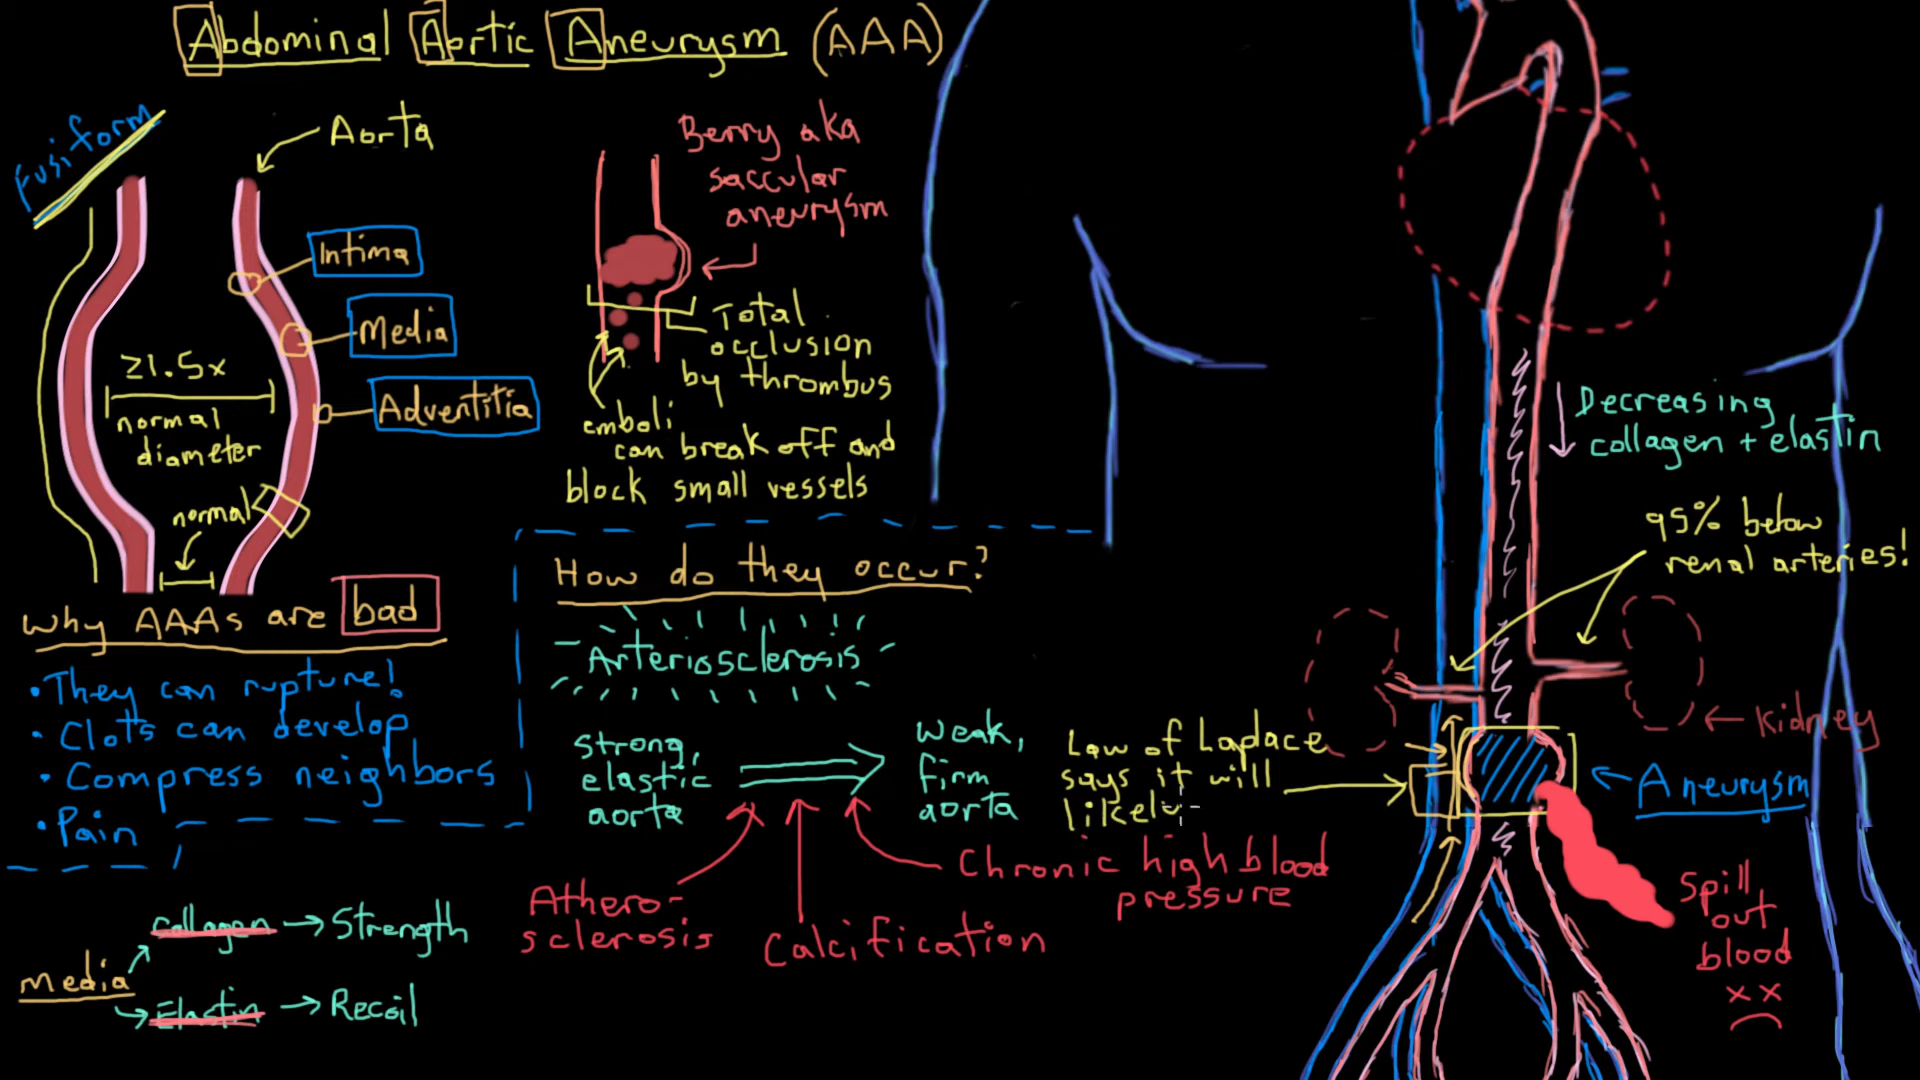 Abdominal Aortic Aneurysm (AAA)
Fusiform
Aorta
Intima
Media
Adventitia
≥1.5x
normal
diameter
normal
Berry aka
saccular
aneurysm
Total
occlusion
by thrombus
emboli
can break off and
block small vessels
Why AAAs are bad
• They can rupture!
• Clots can develop
• Compress neighbors
• Pain
Media
Collagen → Strength
Elastin → Recoil
How do they occur?
Arteriosclerosis
Strong,
elastic
aorta
Weak,
firm
aorta
Athero-
sclerosis
Calcification
Chronic high blood
pressure
Law of Laplace
says it will
likely
Decreasing
collagen + elastin
95% below
renal arteries!
Kidney
Aneurysm
Spill
out
blood